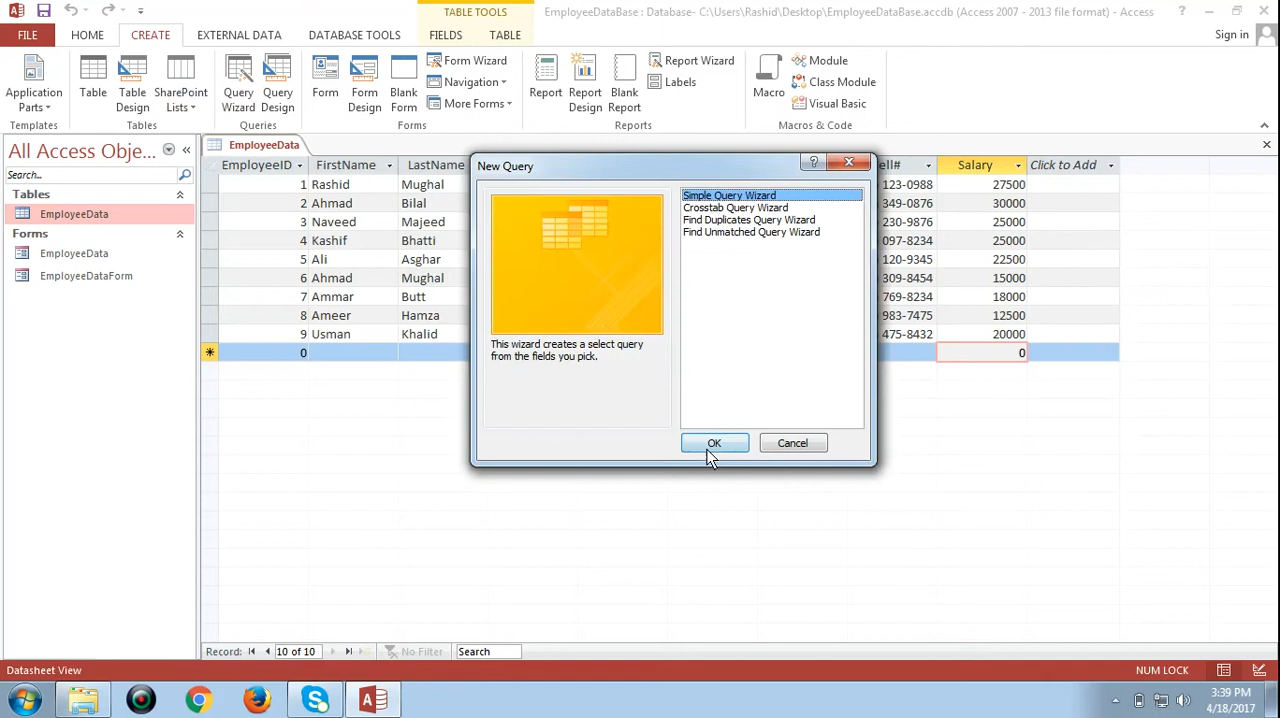 TABLE TOOLS
EmployeeDataBase : Database- C:\Users\Rashid\Desktop\EmployeeDataBase.accdb (Access 2007 - 2013 file format) - Access
?
FILE HOME CREATE EXTERNAL DATA DATABASE TOOLS FIELDS TABLE Sign in
Application Parts
Table
Table Design
SharePoint Lists
Query Wizard
Query Design
Form
Form Design
Blank Form
Form Wizard
Navigation
More Forms
Report
Report Design
Blank Report
Report Wizard
Labels
Macro
Module
Class Module
Visual Basic
Templates Tables Queries Forms Reports Macros & Code
All Access Obje...
Search...
Tables
EmployeeData
Forms
EmployeeData
EmployeeDataForm
EmployeeData
EmployeeID FirstName LastName ell# Salary Click to Add
1 Rashid Mughal 123-0988 27500
2 Ahmad Bilal 349-0876 30000
3 Naveed Majeed 230-9876 25000
4 Kashif Bhatti 097-8234 25000
5 Ali Asghar 120-9345 22500
6 Ahmad Mughal 309-8454 15000
7 Ammar Butt 769-8234 18000
8 Ameer Hamza 983-7475 12500
9 Usman Khalid 475-8432 20000
0 0
New Query
?
Simple Query Wizard
Crosstab Query Wizard
Find Duplicates Query Wizard
Find Unmatched Query Wizard
This wizard creates a select query
from the fields you pick.
OK Cancel
Record: 10 of 10 No Filter Search
Datasheet View NUM LOCK
3:39 PM
4/18/2017